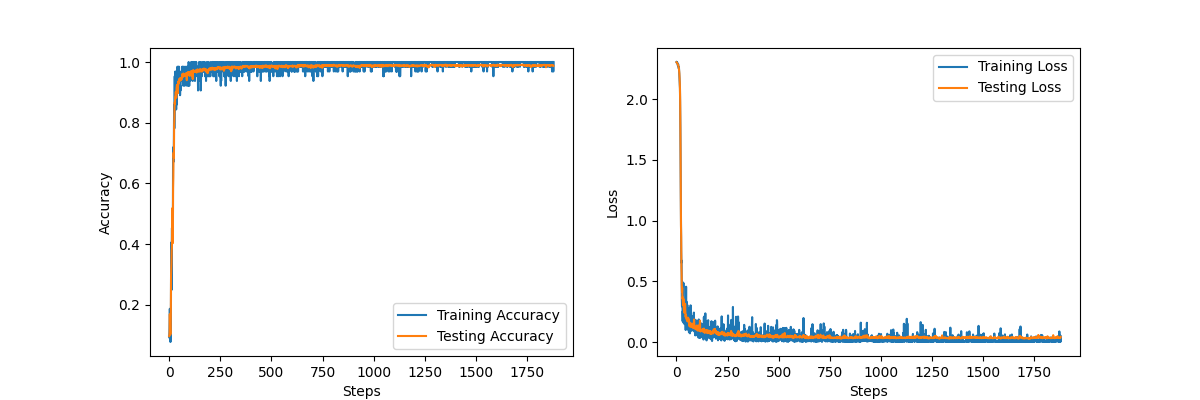 1.0
0.8
0.6
0.4
0.2
Accuracy
0 250 500 750 1000 1250 1500 1750
Steps
Training Accuracy
Testing Accuracy
2.0
1.5
1.0
0.5
0.0
Loss
0 250 500 750 1000 1250 1500 1750
Steps
Training Loss
Testing Loss